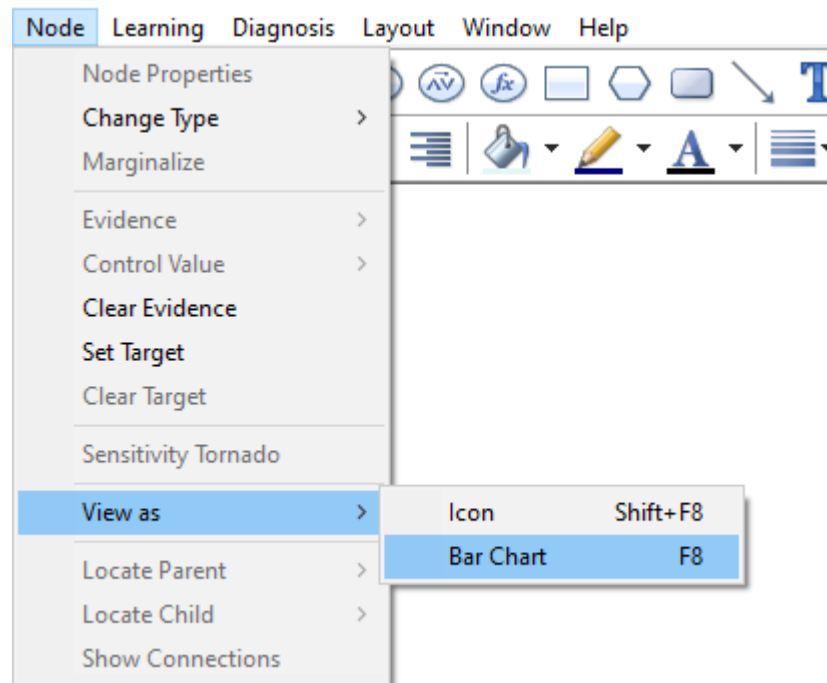 Node Learning Diagnosis Layout Window Help
Node Properties
Change Type
Marginalize
Evidence
Control Value
Clear Evidence
Set Target
Clear Target
Sensitivity Tornado
View as
Icon Shift+F8
Bar Chart F8
Locate Parent
Locate Child
Show Connections